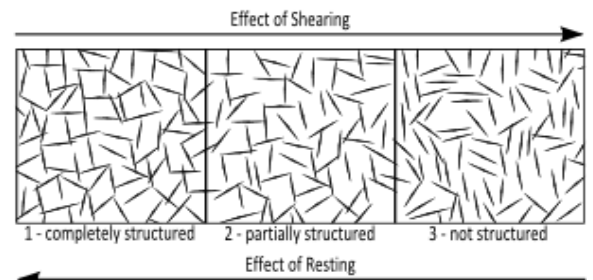 Effect of Shearing
1 - completely structured
2 - partially structured
3 - not structured
Effect of Resting